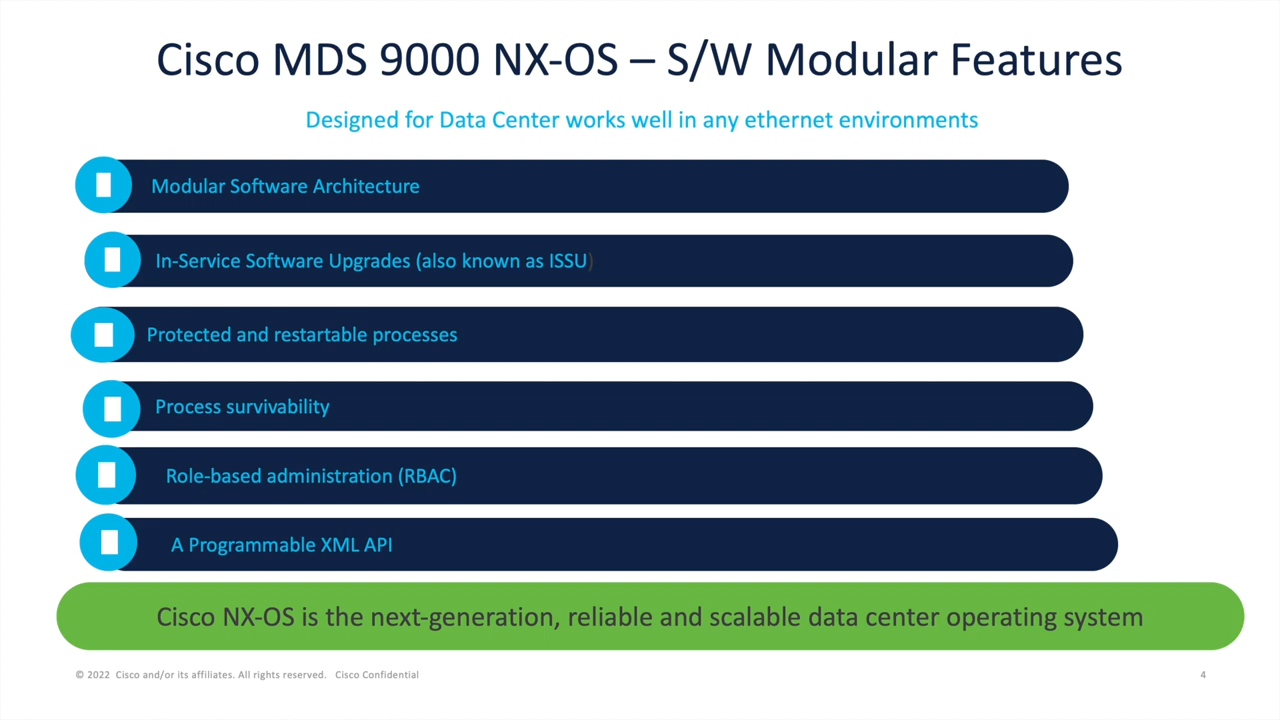 Cisco MDS 9000 NX-OS – S/W Modular Features
Designed for Data Center works well in any ethernet environments
Modular Software Architecture
In-Service Software Upgrades (also known as ISSU)
Protected and restartable processes
Process survivability
Role-based administration (RBAC)
A Programmable XML API
Cisco NX-OS is the next-generation, reliable and scalable data center operating system
© 2022 Cisco and/or its affiliates. All rights reserved. Cisco Confidential
4